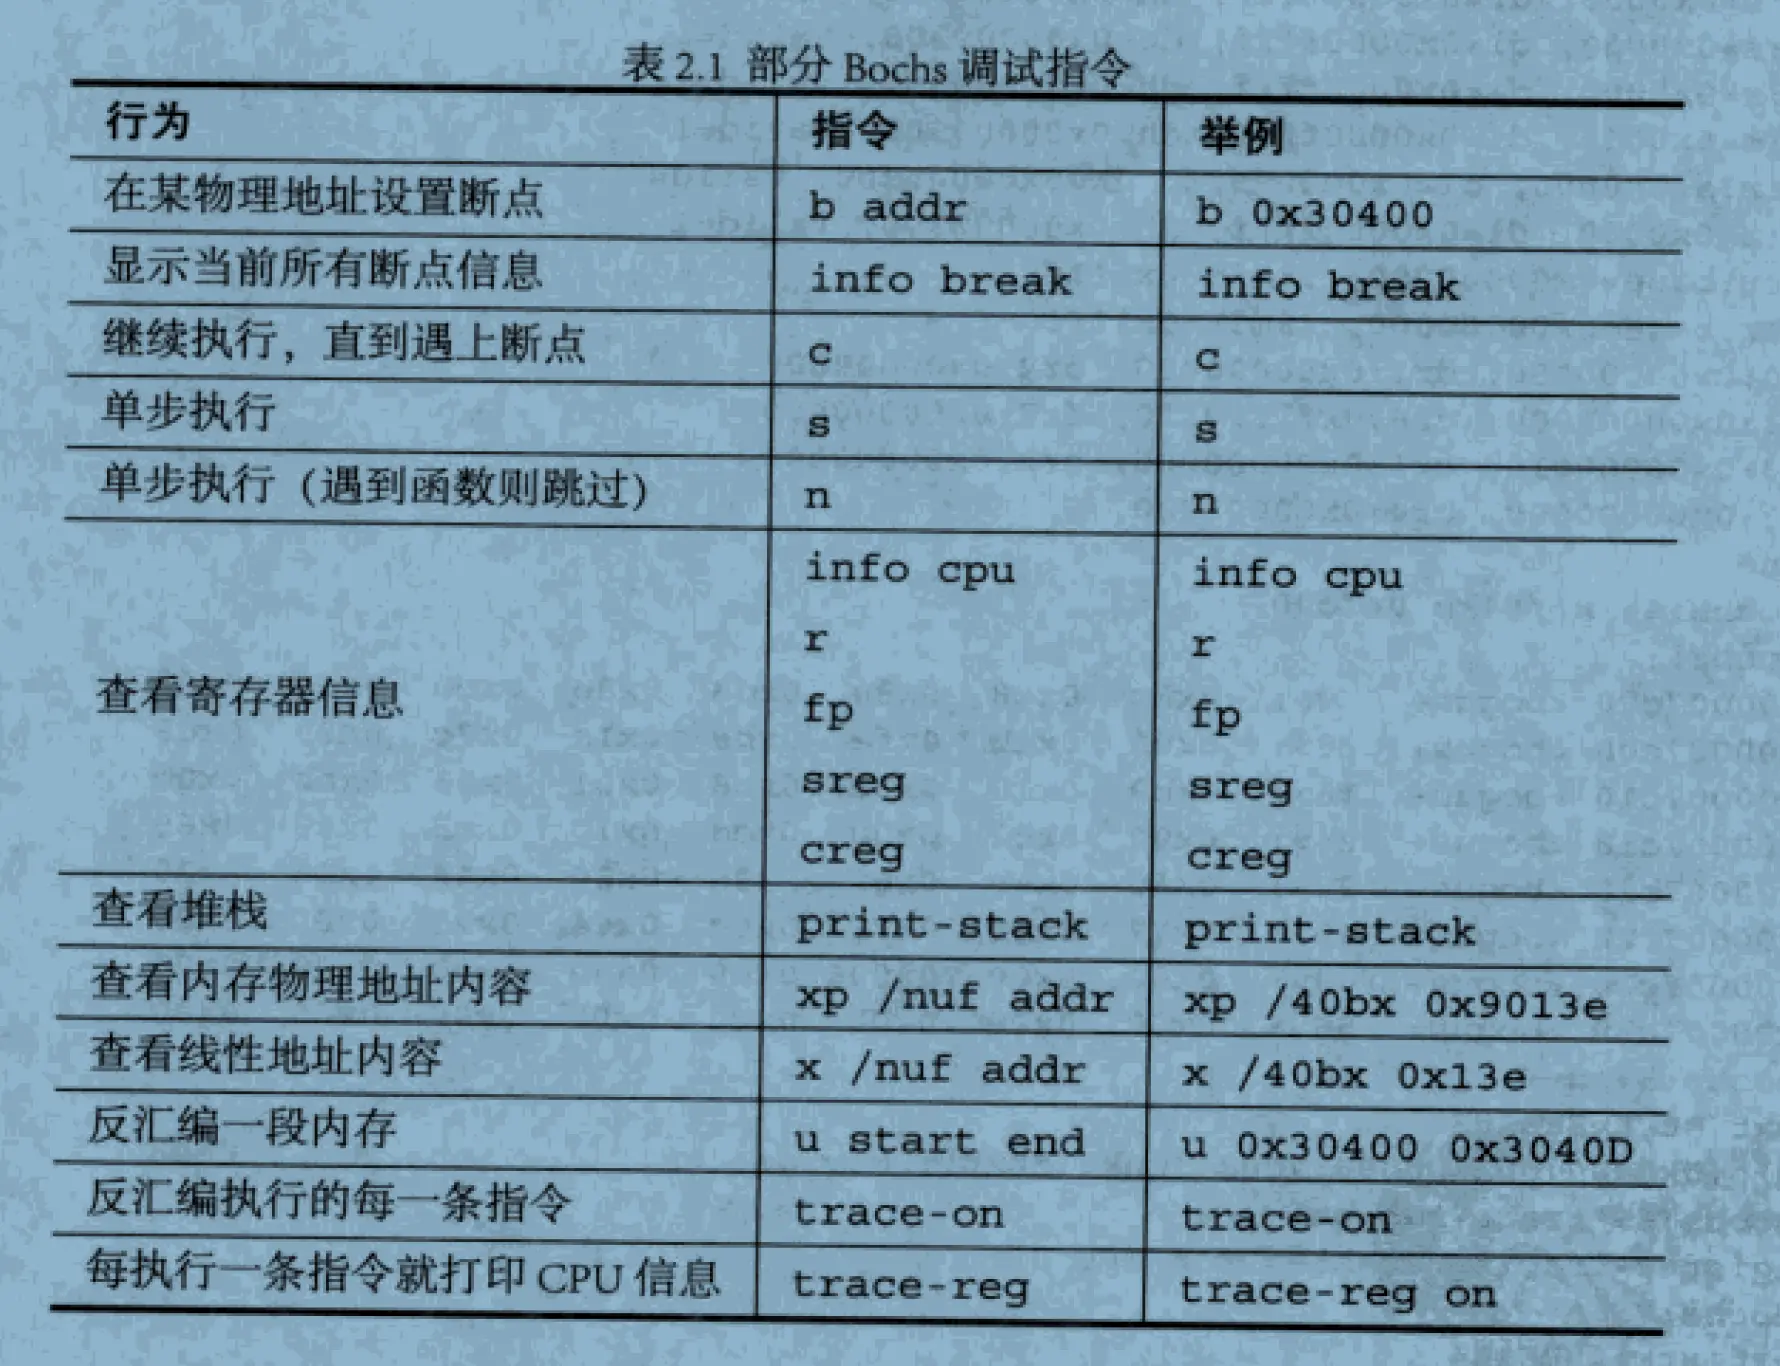 表 2.1 部分 Bochs 调试指令
行为 指令 举例
在某物理地址设置断点 b addr b 0x30400
显示当前所有断点信息 info break info break
继续执行，直到遇上断点 c c
单步执行 s s
单步执行（遇到函数则跳过） n n
info cpu info cpu
r r
查看寄存器信息 fp fp
sreg sreg
creg creg
查看堆栈 print-stack print-stack
查看内存物理地址内容 xp /nuf addr xp /40bx 0x9013e
查看线性地址内容 x /nuf addr x /40bx 0x13e
反汇编一段内存 u start end u 0x30400 0x3040D
反汇编执行的每一条指令 trace-on trace-on
每执行一条指令就打印 CPU 信息 trace-reg trace-reg on